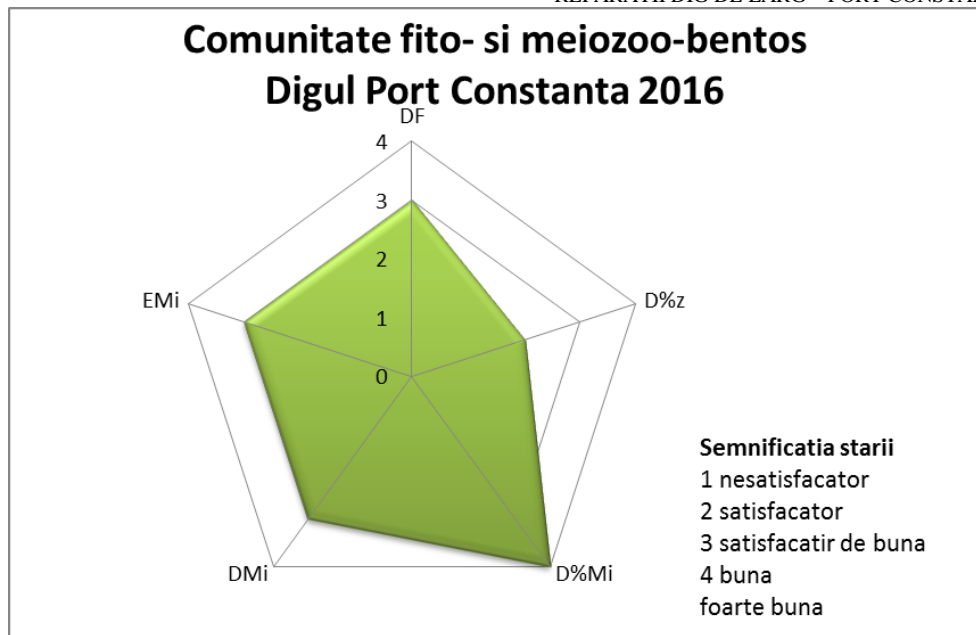 Comunitate fito- si meiozoo-bentos
Digul Port Constanta 2016
DF
4
3
2
1
0
EMi
D%z
DMi
D%Mi
Semnificatia starii
1 nesatisfacator
2 satisfacator
3 satisfacatir de buna
4 buna
foarte buna